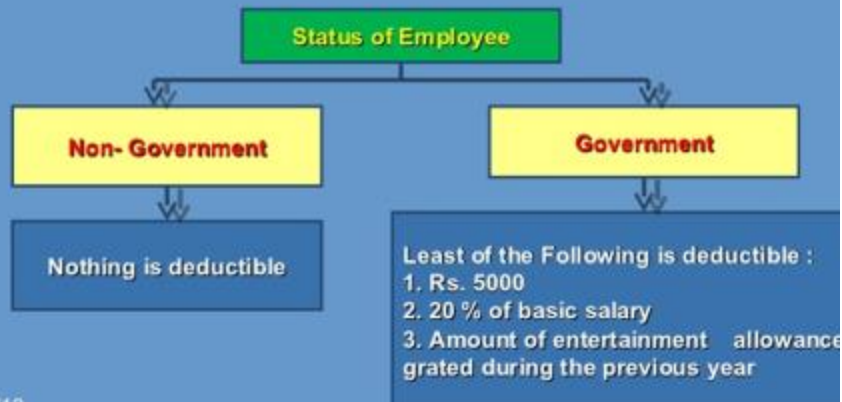 Status of Employee
Non- Government
Government
Nothing is deductible
Least of the Following is deductible :
1. Rs. 5000
2. 20 % of basic salary
3. Amount of entertainment allowance
grated during the previous year